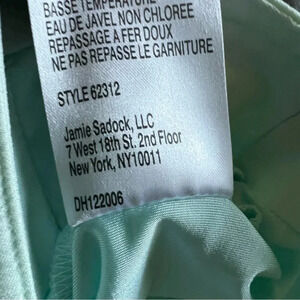 BASSE TEMPERATURE
EAU DE JAVEL NON CHLOREE
REPASSAGE A FER DOUX
NE PAS REPASSER LE GARNITURE
STYLE 62312
Jamie Sadock, LLC
7 West 18th St. 2nd Floor
New York, NY10011
DH122006